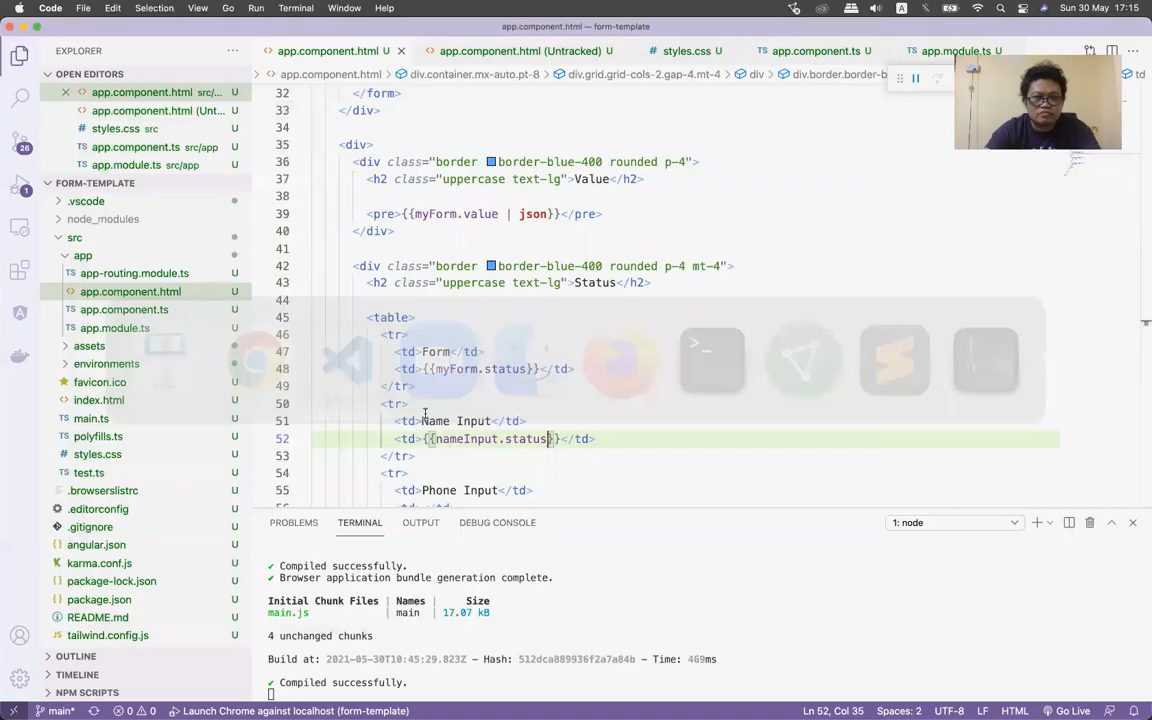 Code File Edit Selection View Go Run Terminal Window Help
A Sun 30 May 17:15
app.component.html — form-template
EXPLORER
app.component.html U
app.component.html (Untracked) U
styles.css U
app.component.ts U
app.module.ts U
app.component.html > div.container.mx-auto.pt-8 > div.grid.grid-cols-2.gap-4.mt-4 > div > div.border.border-b
td
OPEN EDITORS
app.component.html src/... U
app.component.html (Unt... U
styles.css src U
app.component.ts src/app U
app.module.ts src/app U
FORM-TEMPLATE
.vscode
node_modules
src
app
TS app-routing.module.ts U
app.component.html U
TS app.component.ts U
TS app.module.ts U
assets
environments
favicon.ico U
index.html U
TS main.ts U
TS polyfills.ts U
styles.css U
TS test.ts U
.browserslistrc U
.editorconfig U
.gitignore U
angular.json U
karma.conf.js U
package-lock.json U
package.json U
README.md U
tailwind.config.js U
OUTLINE
TIMELINE
NPM SCRIPTS
26
1
32 </form>
33 </div>
34
35 <div>
36 <div class="border border-blue-400 rounded p-4">
37 <h2 class="uppercase text-lg">Value</h2>
38
39 <pre>{{myForm.value | json}}</pre>
40 </div>
41
42 <div class="border border-blue-400 rounded p-4 mt-4">
43 <h2 class="uppercase text-lg">Status</h2>
44
45 <table>
46 <tr>
47 <td>Form</td>
48 <td>{{myForm.status}}</td>
49 </tr>
50 <tr>
51 <td>Name Input</td>
52 <td>{{nameInput.status}}</td>
53 </tr>
54 <tr>
55 <td>Phone Input</td>
PROBLEMS TERMINAL OUTPUT DEBUG CONSOLE
1: node
✔ Compiled successfully.
✔ Browser application bundle generation complete.
Initial Chunk Files | Names | Size
main.js | main | 17.07 kB
4 unchanged chunks
Build at: 2021-05-30T10:45:29.823Z - Hash: 512dca889936f2a7a84b - Time: 469ms
✔ Compiled successfully.
main* 0 0 Launch Chrome against localhost (form-template)
Ln 52, Col 35 Spaces: 2 UTF-8 LF HTML Go Live